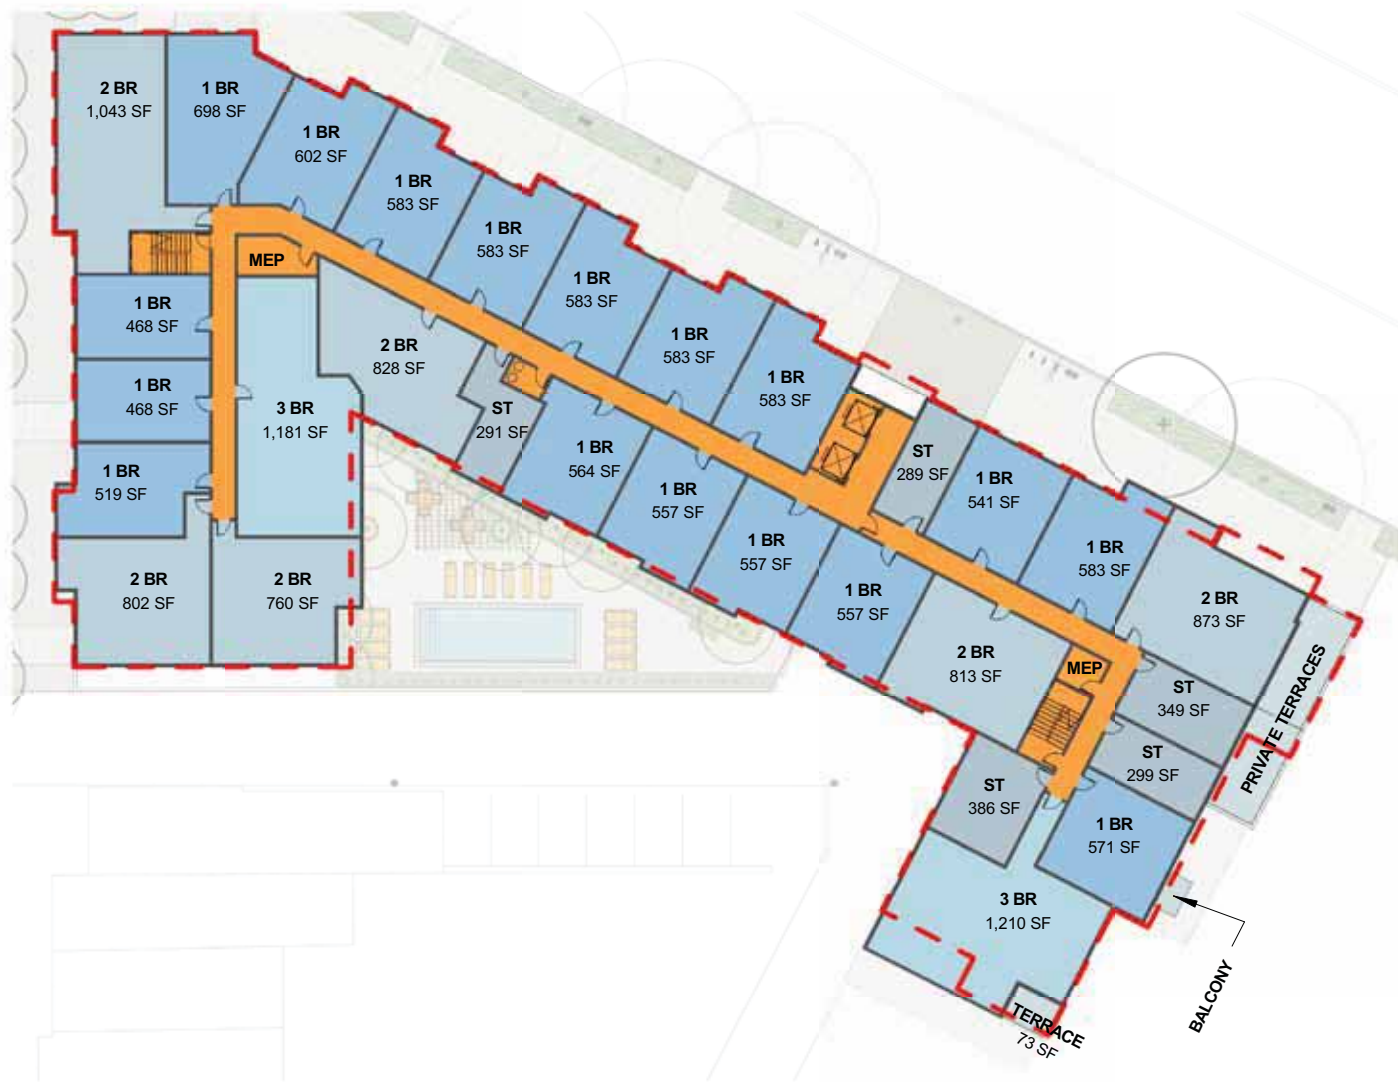 2 BR
1,043 SF
1 BR
698 SF
1 BR
602 SF
1 BR
583 SF
1 BR
583 SF
1 BR
583 SF
1 BR
583 SF
1 BR
583 SF
MEP
1 BR
468 SF
1 BR
468 SF
1 BR
519 SF
2 BR
802 SF
2 BR
760 SF
3 BR
1,181 SF
2 BR
828 SF
ST
291 SF
1 BR
564 SF
1 BR
557 SF
1 BR
557 SF
1 BR
557 SF
2 BR
813 SF
ST
289 SF
1 BR
541 SF
1 BR
583 SF
2 BR
873 SF
MEP
ST
349 SF
ST
299 SF
PRIVATE TERRACES
ST
386 SF
1 BR
571 SF
3 BR
1,210 SF
BALCONY
TERRACE
73 SF